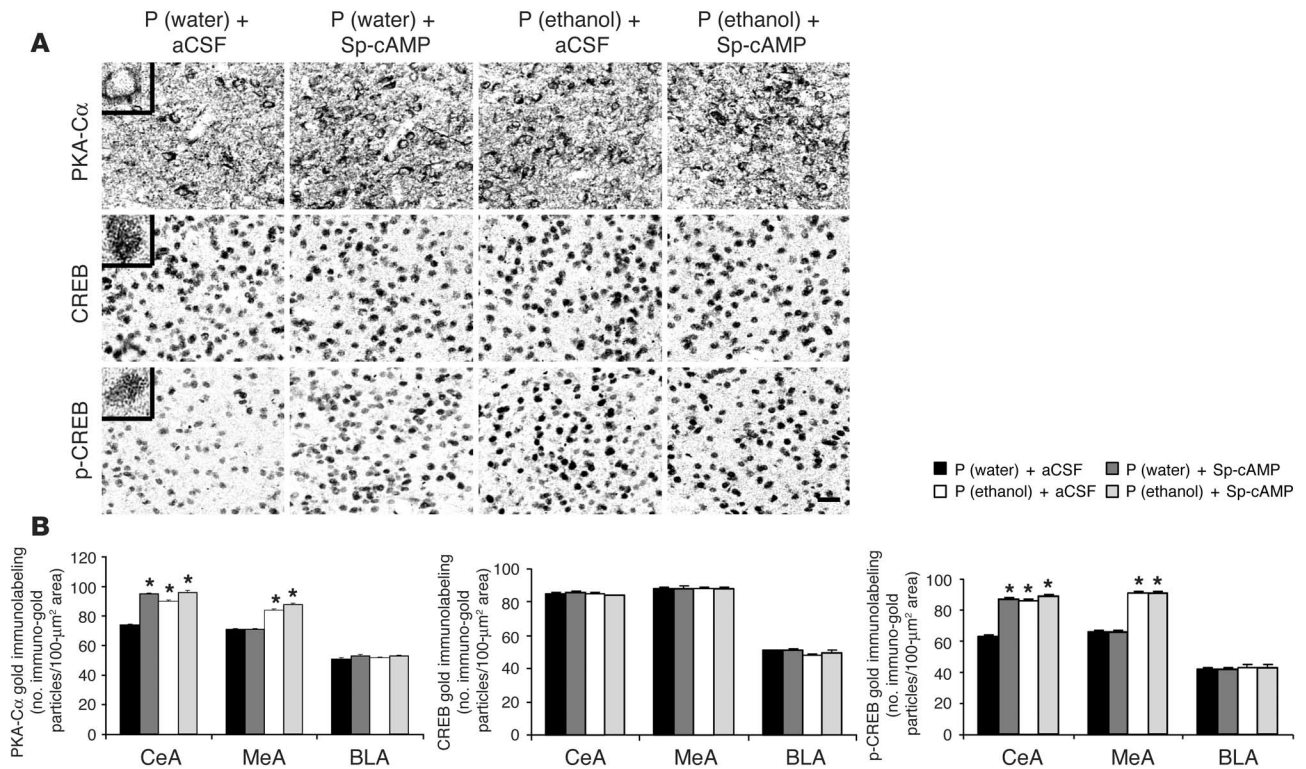 A
P (water) +
aCSF
P (water) +
Sp-cAMP
P (ethanol) +
aCSF
P (ethanol) +
Sp-cAMP
PKA-Cα
CREB
p-CREB
P (water) + aCSF
P (water) + Sp-cAMP
P (ethanol) + aCSF
P (ethanol) + Sp-cAMP
B
PKA-Cα gold immunolabeling
(no. immuno-gold
particles/100-μm² area)
120
100
80
60
40
20
0
* * *
* *
CeA
MeA
BLA
CREB gold immunolabeling
(no. immuno-gold
particles/100-μm² area)
100
80
60
40
20
0
CeA
MeA
BLA
p-CREB gold immunolabeling
(no. immuno-gold
particles/100-μm² area)
100
80
60
40
20
0
* * *
* *
CeA
MeA
BLA